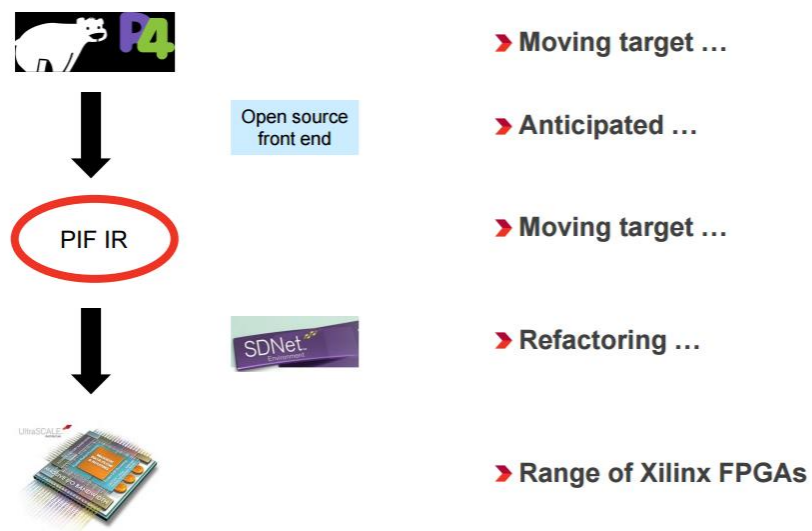 P4
Moving target ...
Open source
front end
Anticipated ...
PIF IR
Moving target ...
SDNet
Environment
Refactoring ...
UltraSCALE
Range of Xilinx FPGAs